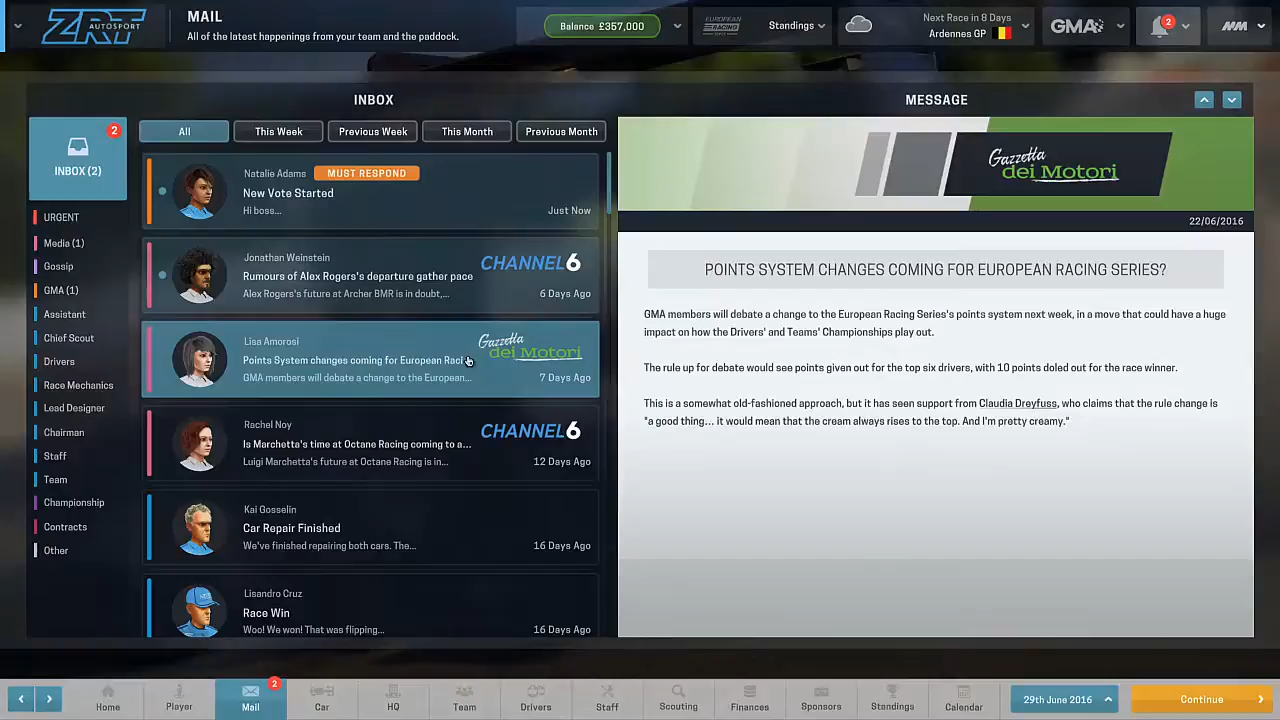 ZRT
AUTOSPORT
MAIL
All of the latest happenings from your team and the paddock.
Balance £357,000
EUROPEAN
RACING
Standings
Next Race in 8 Days
Ardennes GP
GMA
2
INBOX
MESSAGE
2
INBOX (2)
All
This Week
Previous Week
This Month
Previous Month
URGENT
Media (1)
Gossip
GMA (1)
Assistant
Chief Scout
Drivers
Race Mechanics
Lead Designer
Chairman
Staff
Team
Championship
Contracts
Other
Natalie Adams
MUST RESPOND
New Vote Started
Hi boss...
Just Now
Jonathan Weinstein
CHANNEL6
Rumours of Alex Rogers's departure gather pace
Alex Rogers's future at Archer BMR is in doubt,...
6 Days Ago
Lisa Amorosi
Gazzetta
dei Motori
Points System changes coming for European Raci
GMA members will debate a change to the European...
7 Days Ago
Rachel Noy
CHANNEL6
Is Marchetta's time at Octane Racing coming to a...
Luigi Marchetta's future at Octane Racing is in...
12 Days Ago
Kai Gosselin
Car Repair Finished
We've finished repairing both cars. The...
16 Days Ago
Lisandro Cruz
Race Win
Woo! We won! That was flipping...
16 Days Ago
Gazzetta
dei Motori
22/06/2016
POINTS SYSTEM CHANGES COMING FOR EUROPEAN RACING SERIES?
GMA members will debate a change to the European Racing Series's points system next week, in a move that could have a huge
impact on how the Drivers' and Teams' Championships play out.
The rule up for debate would see points given out for the top six drivers, with 10 points doled out for the race winner.
This is a somewhat old-fashioned approach, but it has seen support from Claudia Dreyfuss, who claims that the rule change is
"a good thing... it would mean that the cream always rises to the top. And I'm pretty creamy."
Home
Player
Mail
2
Car
HQ
Team
Drivers
Staff
Scouting
Finances
Sponsors
Standings
Calendar
29th June 2016
Continue